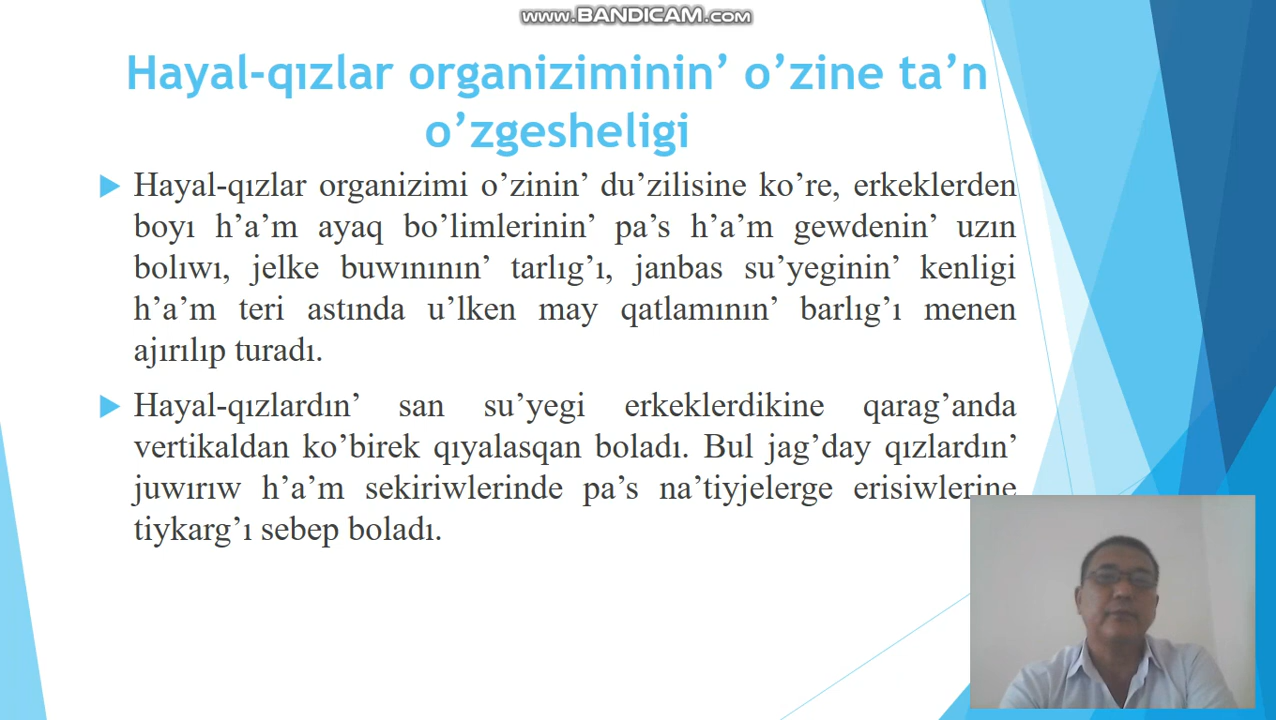 www.BANDICAM.com
Hayal-qızlar organiziminin’ o’zine ta’n
o’zgesheligi
Hayal-qızlar organizimi o’zinin’ du’zilisine ko’re, erkeklerden
boyı h’a’m ayaq bo’limlerinin’ pa’s h’a’m gewdenin’ uzın
bolıwı, jelke buwınının’ tarlıg’ı, janbas su’yeginin’ kenligi
h’a’m teri astında u’lken may qatlamının’ barlıg’ı menen
ajırılıp turadı.
Hayal-qızlardın’ san su’yegi erkeklerdikine qarag’anda
vertikaldan ko’birek qıyalasqan boladı. Bul jag’day qızlardın’
juwırıw h’a’m sekiriwlerinde pa’s na’tiyjelerge erisiwlerine
tiykarg’ı sebep boladı.